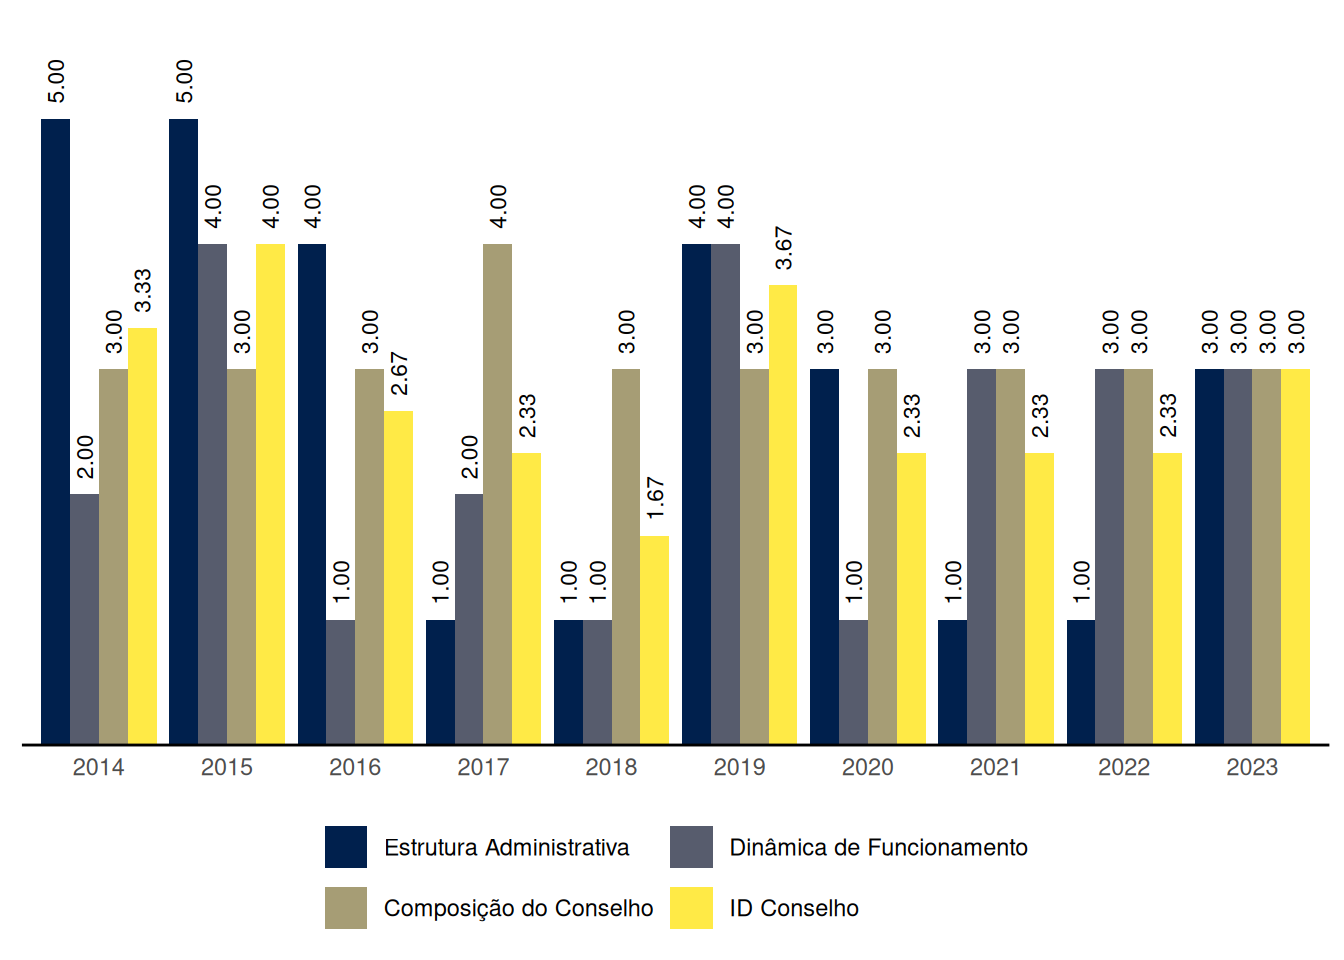 5.00 2.00 3.00 3.33 5.00 4.00 3.00 4.00 4.00 1.00 3.00 2.67 1.00 2.00 4.00 2.33 1.00 1.00 3.00 1.67 4.00 4.00 3.00 3.67 3.00 1.00 3.00 2.33 1.00 3.00 3.00 2.33 1.00 3.00 3.00 2.33 3.00 3.00 3.00 3.00
2014 2015 2016 2017 2018 2019 2020 2021 2022 2023
Estrutura Administrativa Dinâmica de Funcionamento
Composição do Conselho ID Conselho